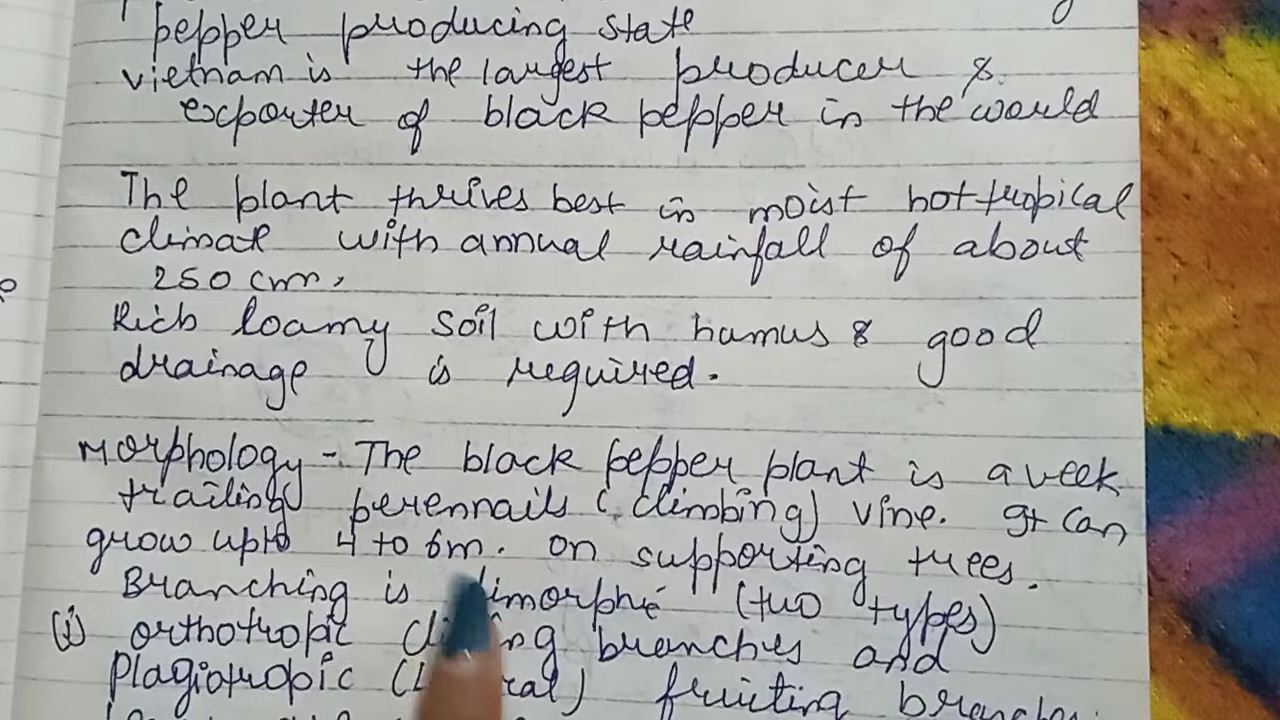 pepper producing state
vietnam is the largest producer &
exporter of black pepper in the world
The plant thrives best in moist hot tropical
climat with annual rainfall of about
250 cm,
Rich loamy soil with humus & good
drainage is required.
Morphology - The black pepper plant is a week
trailing perennails (climbing) vine. It can
grow upto 4 to 6m. on supporting trees.
Branching is dimorphic (two types)
(i) orthotropic branches and
Plagiotropic fruiting